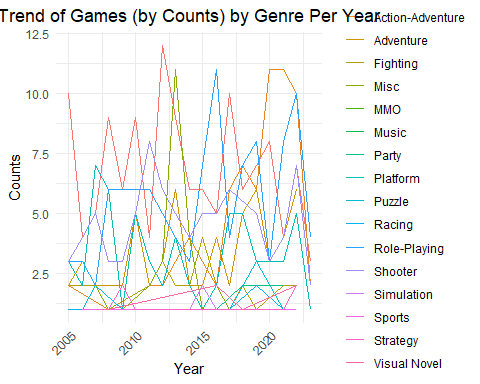 Trend of Games (by Counts) by Genre Per Year
12.5
10.0
7.5
5.0
2.5
Counts
2005
2010
2015
2020
Year
Action-Adventure
Adventure
Fighting
Misc
MMO
Music
Party
Platform
Puzzle
Racing
Role-Playing
Shooter
Simulation
Sports
Strategy
Visual Novel